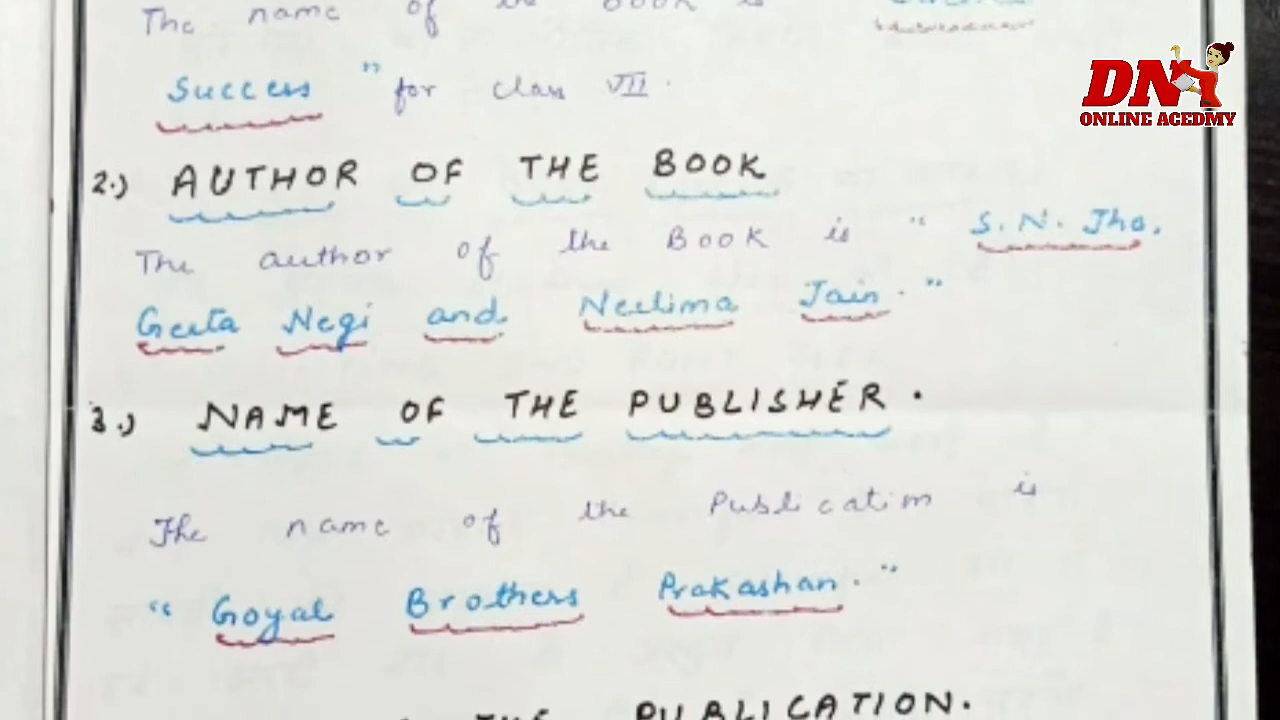 The name of the Book is
Success " for class VII.
2.) AUTHOR OF THE BOOK
The author of the Book is " S. N. Jha,
Geeta Negi and Neelima Jain. "
3.) NAME OF THE PUBLISHER.
The name of the Publication is
" Goyal Brothers Prakashan. "
THE PUBLICATION.
DN
ONLINE ACEDMY